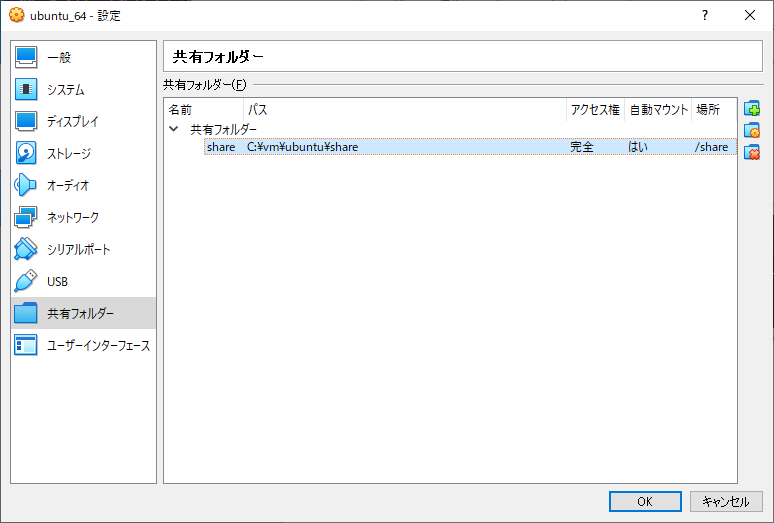 ubuntu_64 - 設定
?
一般
システム
ディスプレイ
ストレージ
オーディオ
ネットワーク
シリアルポート
USB
共有フォルダー
ユーザーインターフェース
共有フォルダー
共有フォルダー(F)
名前 パス アクセス権 自動マウント 場所
共有フォルダー
share C:¥vm¥ubuntu¥share 完全 はい /share
OK キャンセル